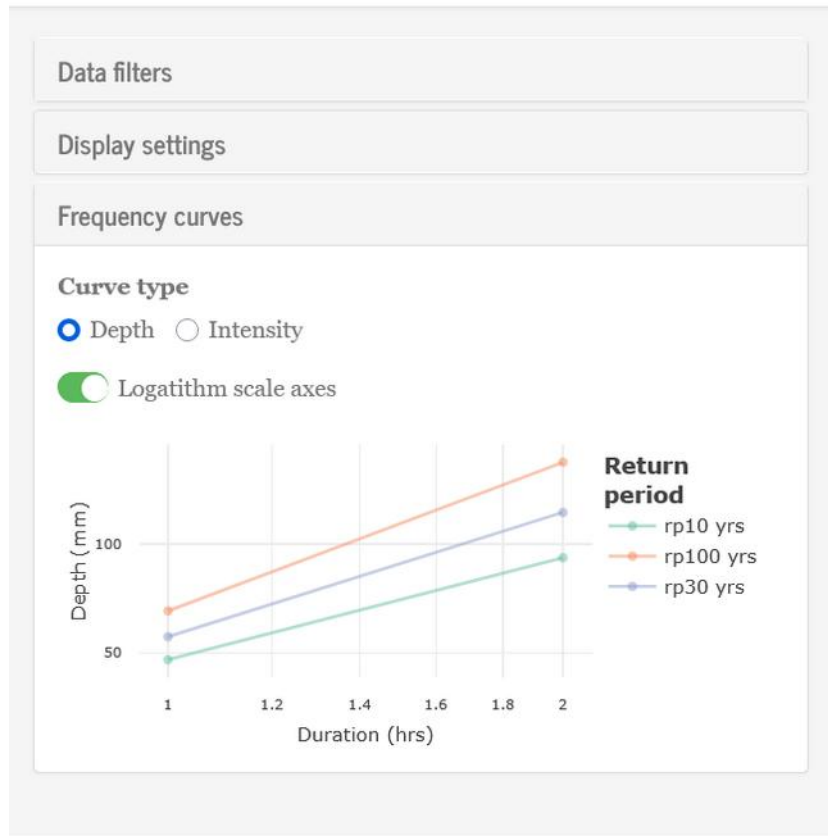 Data filters
Display settings
Frequency curves
Curve type
Depth Intensity
Logatithm scale axes
Return
period
rp10 yrs
rp100 yrs
rp30 yrs
Depth (mm)
100
50
1 1.2 1.4 1.6 1.8 2
Duration (hrs)